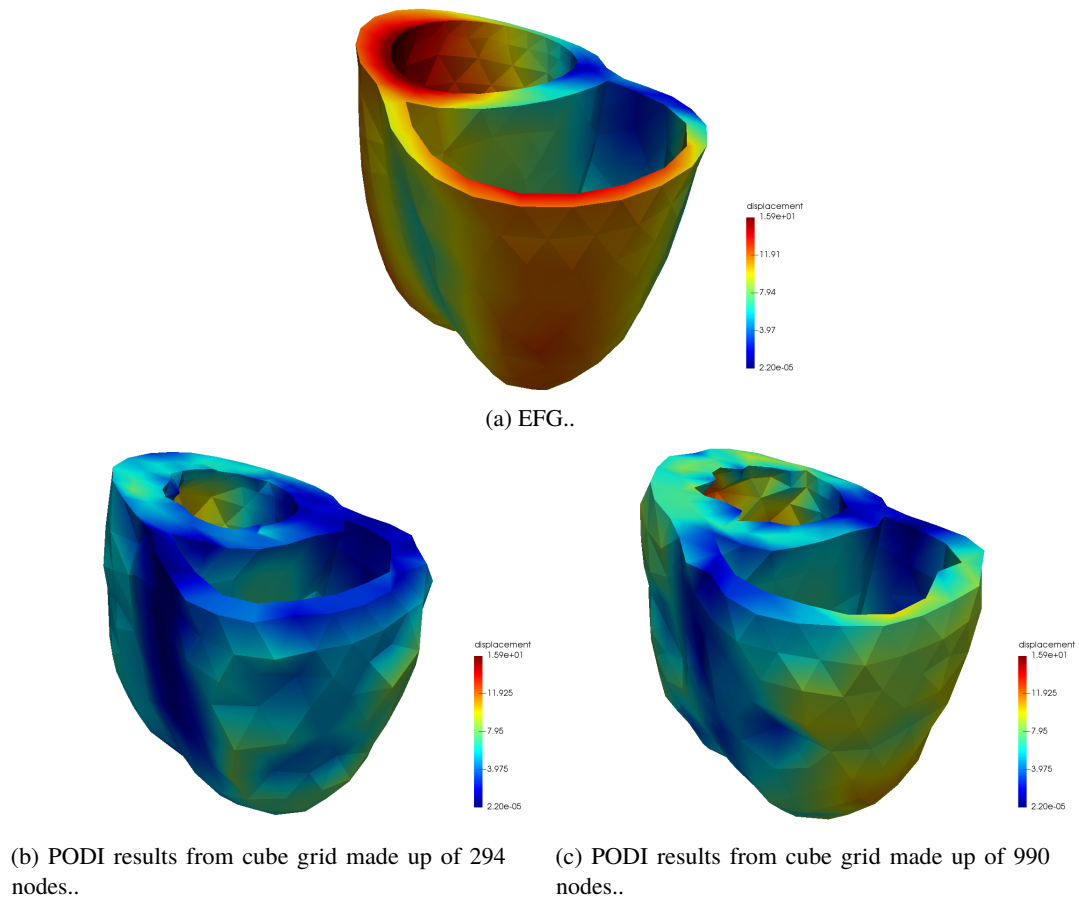 displacement
1.59e+01
11.91
7.94
3.97
2.20e-05
(a) EFG..
displacement
1.59e+01
11.925
7.95
3.975
2.20e-05
displacement
1.59e+01
11.925
7.95
3.975
2.20e-05
(b) PODI results from cube grid made up of 294
nodes..
(c) PODI results from cube grid made up of 990
nodes..